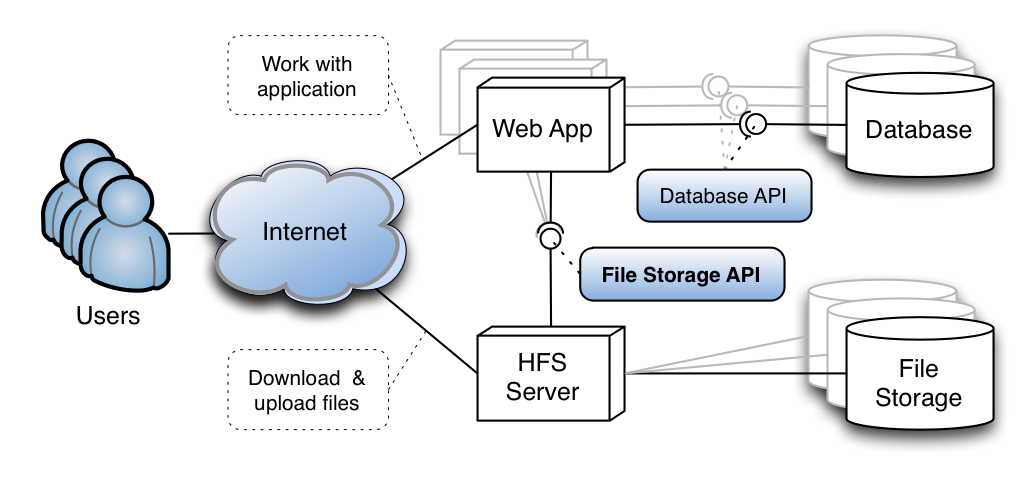 Work with
application
Web App
Database
Database API
Internet
File Storage API
Users
Download &
upload files
HFS
Server
File
Storage